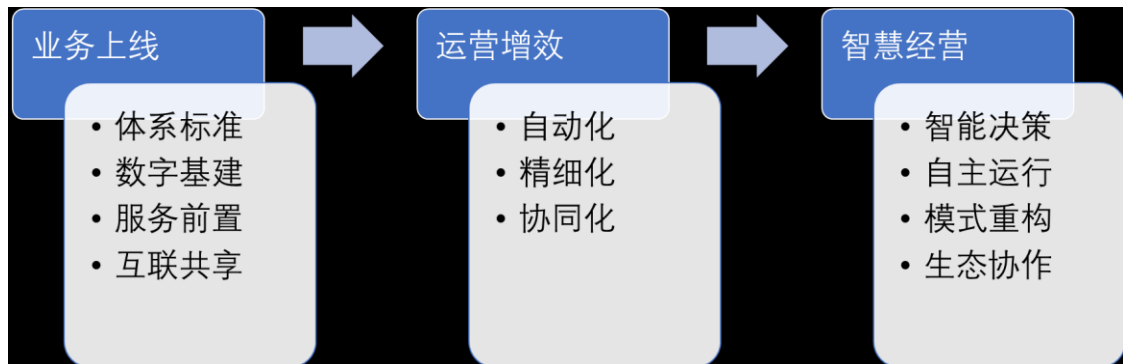 业务上线
• 体系标准
• 数字基建
• 服务前置
• 互联共享
运营增效
• 自动化
• 精细化
• 协同化
智慧经营
• 智能决策
• 自主运行
• 模式重构
• 生态协作